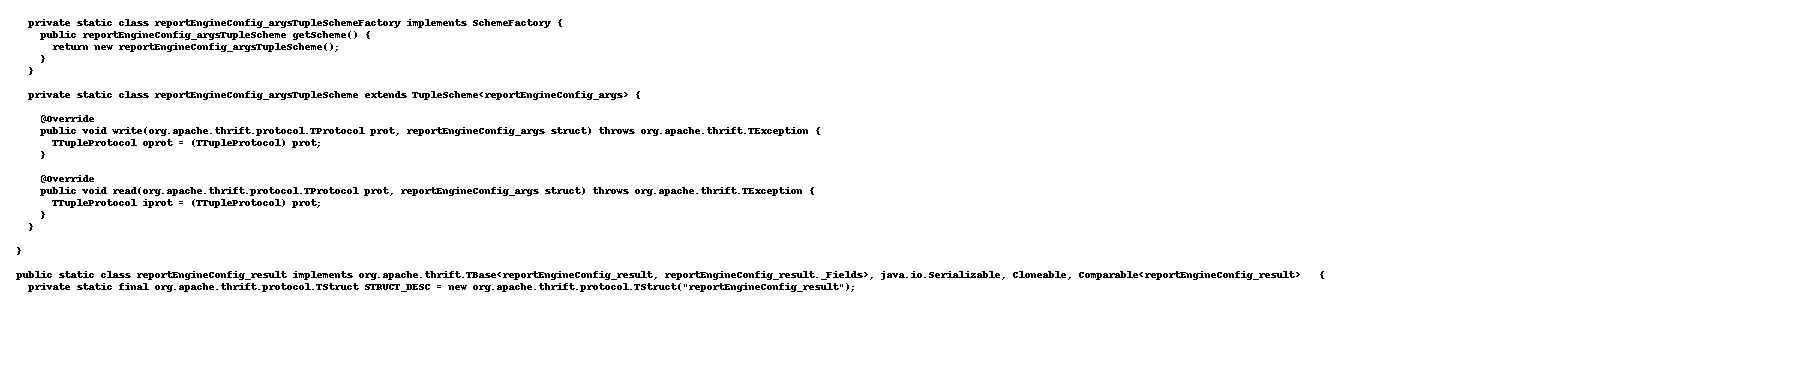 private static class reportEngineConfig_argsTupleSchemeFactory implements SchemeFactory {
public reportEngineConfig_argsTupleScheme getScheme() {
return new reportEngineConfig_argsTupleScheme();
}
}
private static class reportEngineConfig_argsTupleScheme extends TupleScheme<reportEngineConfig_args> {
@Override
public void write(org.apache.thrift.protocol.TProtocol prot, reportEngineConfig_args struct) throws org.apache.thrift.TException {
TTupleProtocol oprot = (TTupleProtocol) prot;
}
@Override
public void read(org.apache.thrift.protocol.TProtocol prot, reportEngineConfig_args struct) throws org.apache.thrift.TException {
TTupleProtocol iprot = (TTupleProtocol) prot;
}
}
}
public static class reportEngineConfig_result implements org.apache.thrift.TBase<reportEngineConfig_result, reportEngineConfig_result._Fields>, java.io.Serializable, Cloneable, Comparable<reportEngineConfig_result>   {
private static final org.apache.thrift.protocol.TStruct STRUCT_DESC = new org.apache.thrift.protocol.TStruct("reportEngineConfig_result");